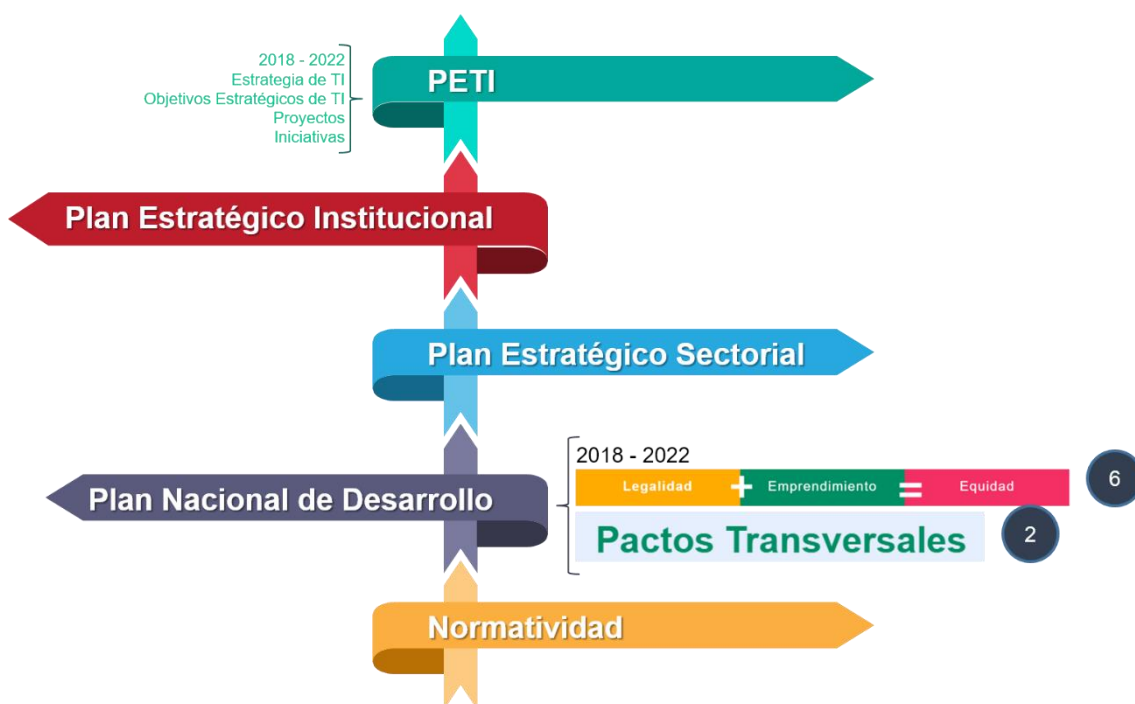 2018 - 2022
Estrategia de TI
Objetivos Estratégicos de TI
Proyectos
Iniciativas
PETI
Plan Estratégico Institucional
Plan Estratégico Sectorial
Plan Nacional de Desarrollo
2018 - 2022
Legalidad + Emprendimiento = Equidad
6
Pactos Transversales
2
Normatividad